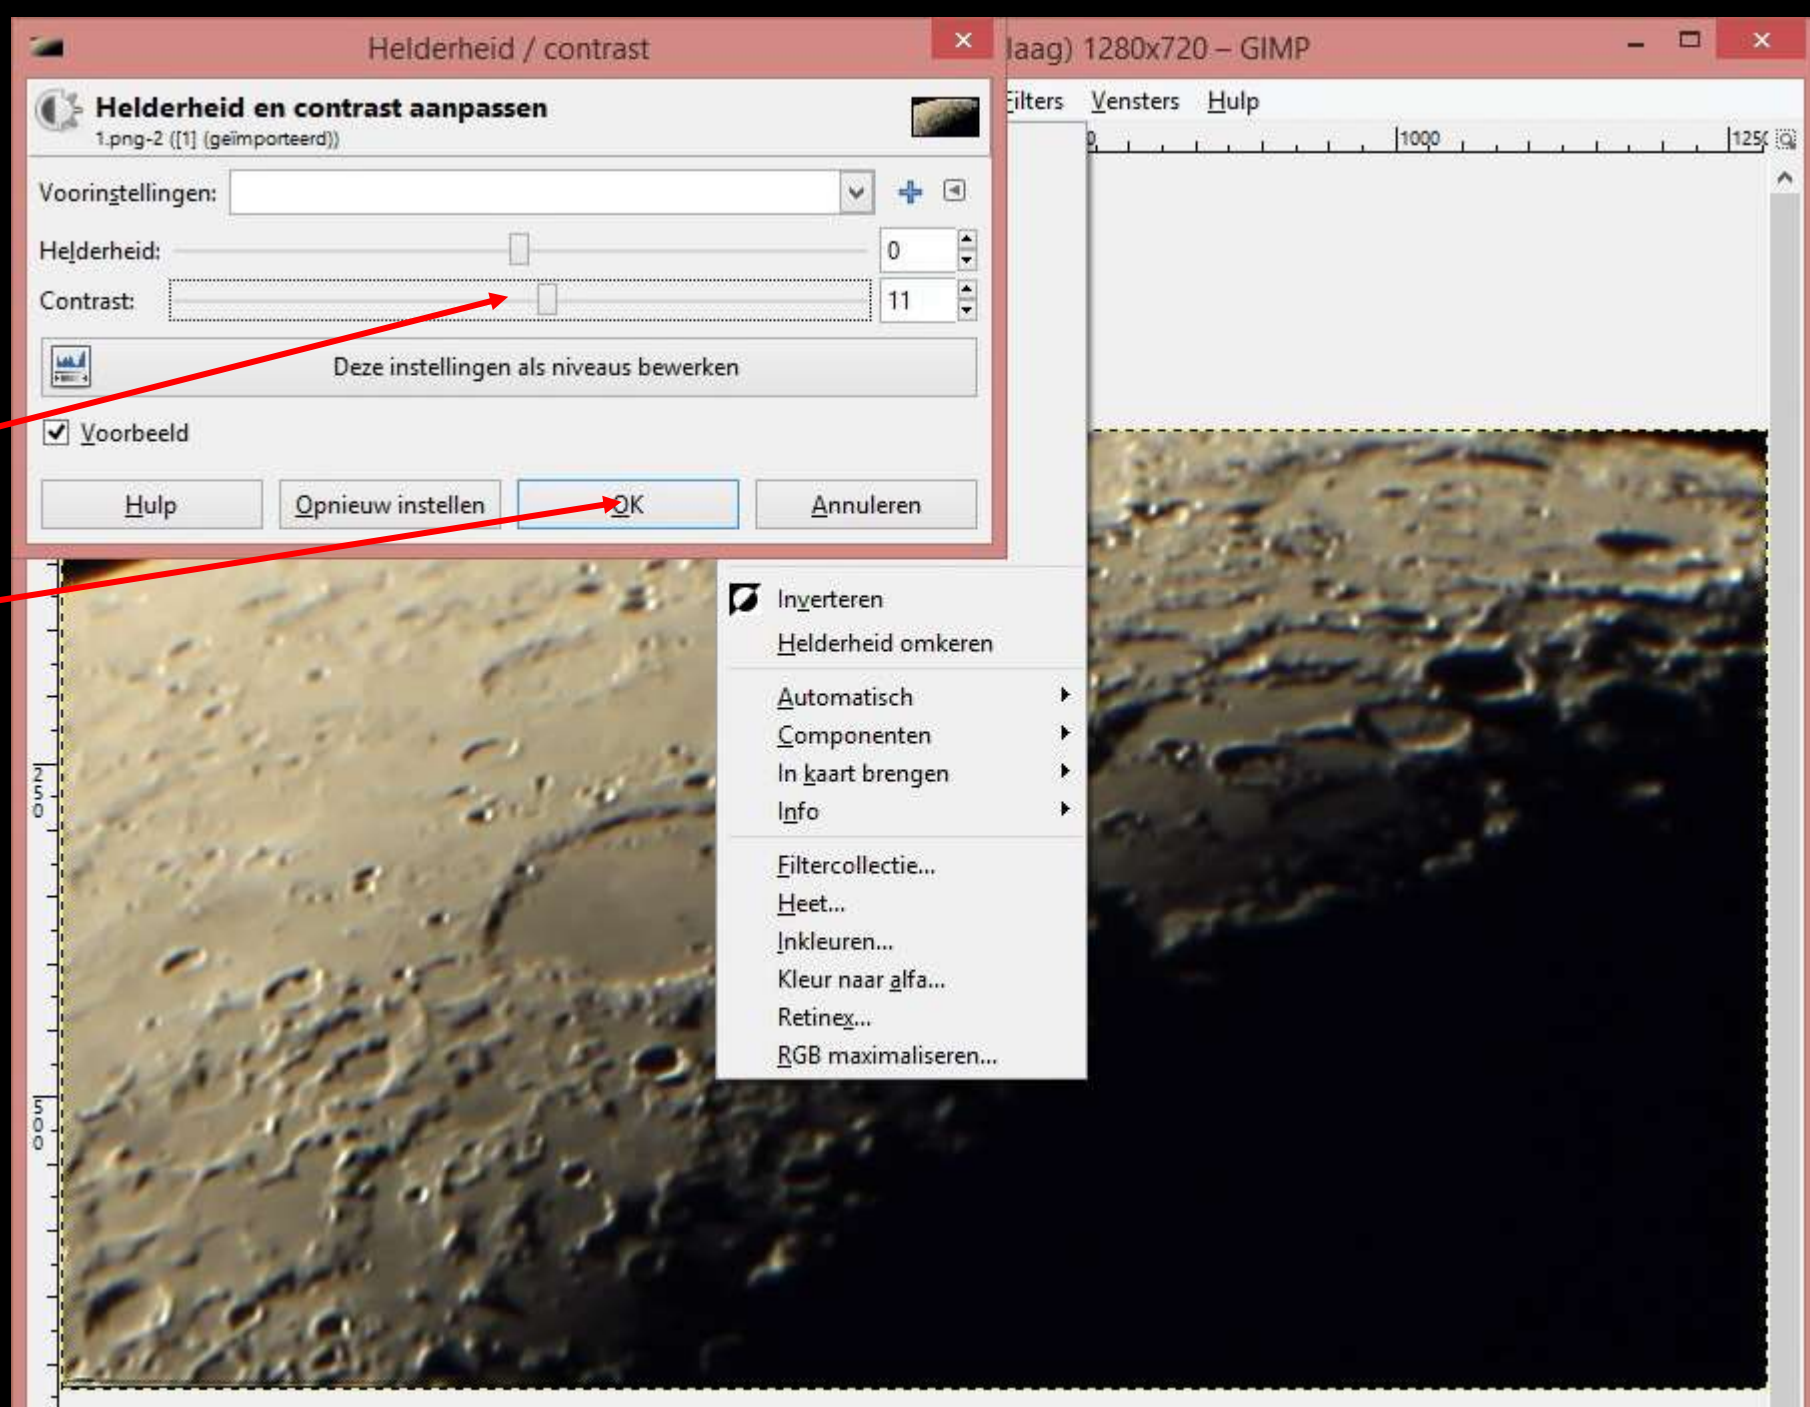 Helderheid / contrast
laag) 1280x720 – GIMP
Helderheid en contrast aanpassen
1.png-2 ([1] (geïmporteerd))
Filters Vensters Hulp
1000
Voorinstellingen:
Helderheid: 0
Contrast: 11
Deze instellingen als niveaus bewerken
Voorbeeld
Hulp Opnieuw instellen OK Annuleren
Inverteren
Helderheid omkeren
Automatisch
Componenten
In kaart brengen
Info
Filtercollectie...
Heet...
Inkleuren...
Kleur naar alfa...
Retinex...
RGB maximaliseren...
250
500